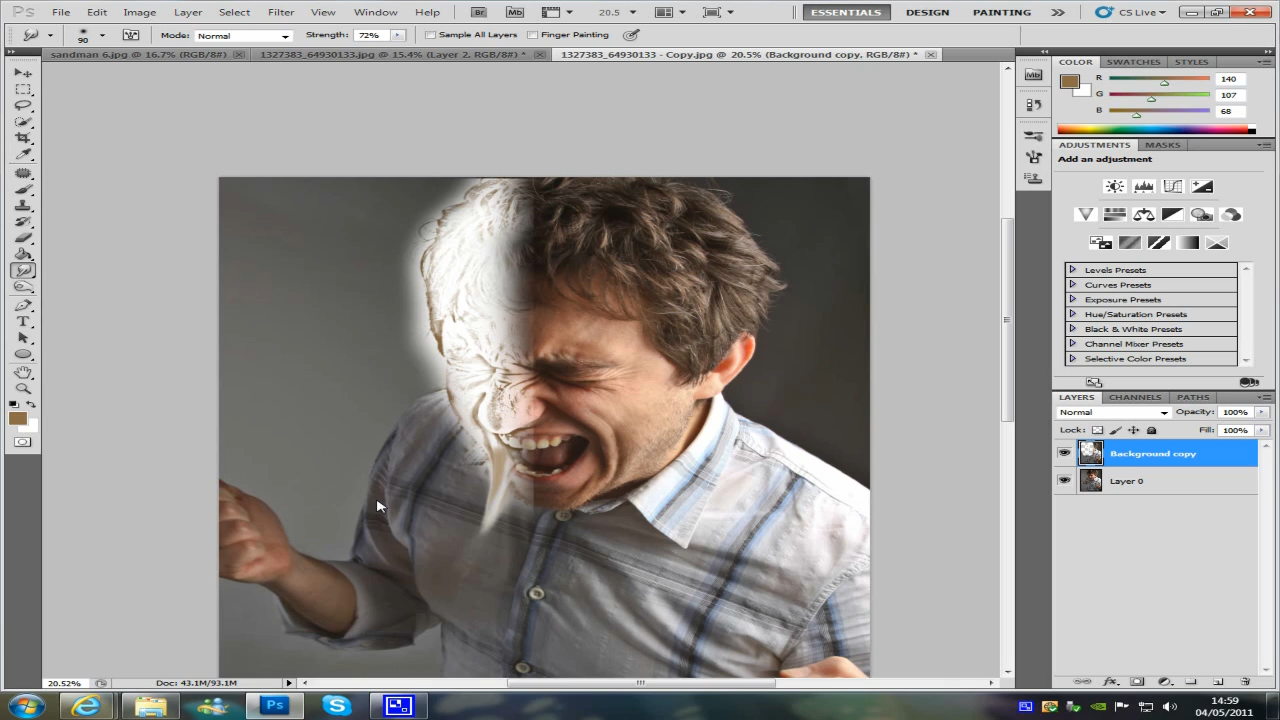 Ps File Edit Image Layer Select Filter Analysis View Window Help Br Mb 20.5 ESSENTIALS DESIGN PAINTING CS Live
90 Mode: Normal Strength: 72% Sample All Layers Finger Painting
sandman 6.jpg @ 16.7% (RGB/8#) * 1327383_64930133.jpg @ 15.4% (Layer 2, RGB/8#) * 1327383_64930133 - Copy.jpg @ 20.5% (Background copy, RGB/8#) *
COLOR SWATCHES STYLES
R 140
G 107
B 68
ADJUSTMENTS MASKS
Add an adjustment
Levels Presets
Curves Presets
Exposure Presets
Hue/Saturation Presets
Black & White Presets
Channel Mixer Presets
Selective Color Presets
LAYERS CHANNELS PATHS
Normal Opacity: 100%
Lock: Fill: 100%
Background copy
Layer 0
20.52% Doc: 43.1M/93.1M
Ps
14:59
04/05/2011